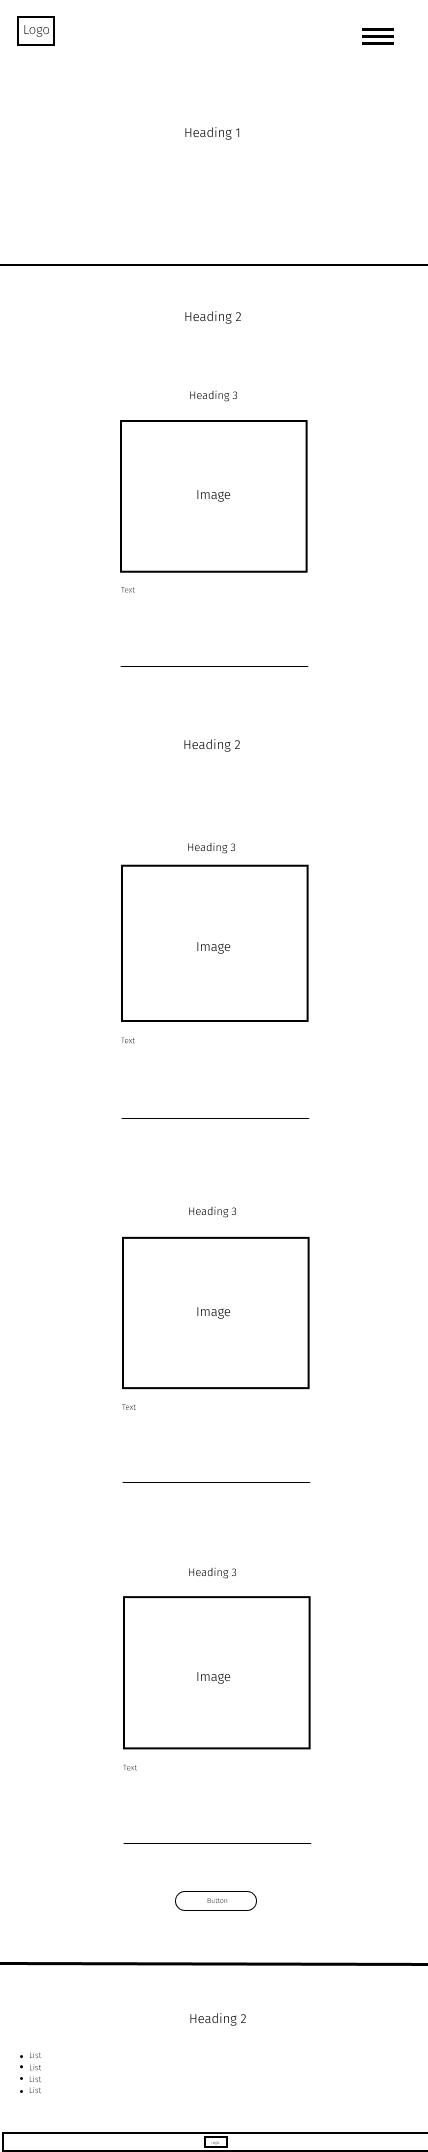 Logo
Heading 1
Heading 2
Heading 3
Image
Text
Heading 2
Heading 3
Image
Text
Heading 3
Image
Text
Heading 3
Image
Text
Button
Heading 2
List
List
List
List